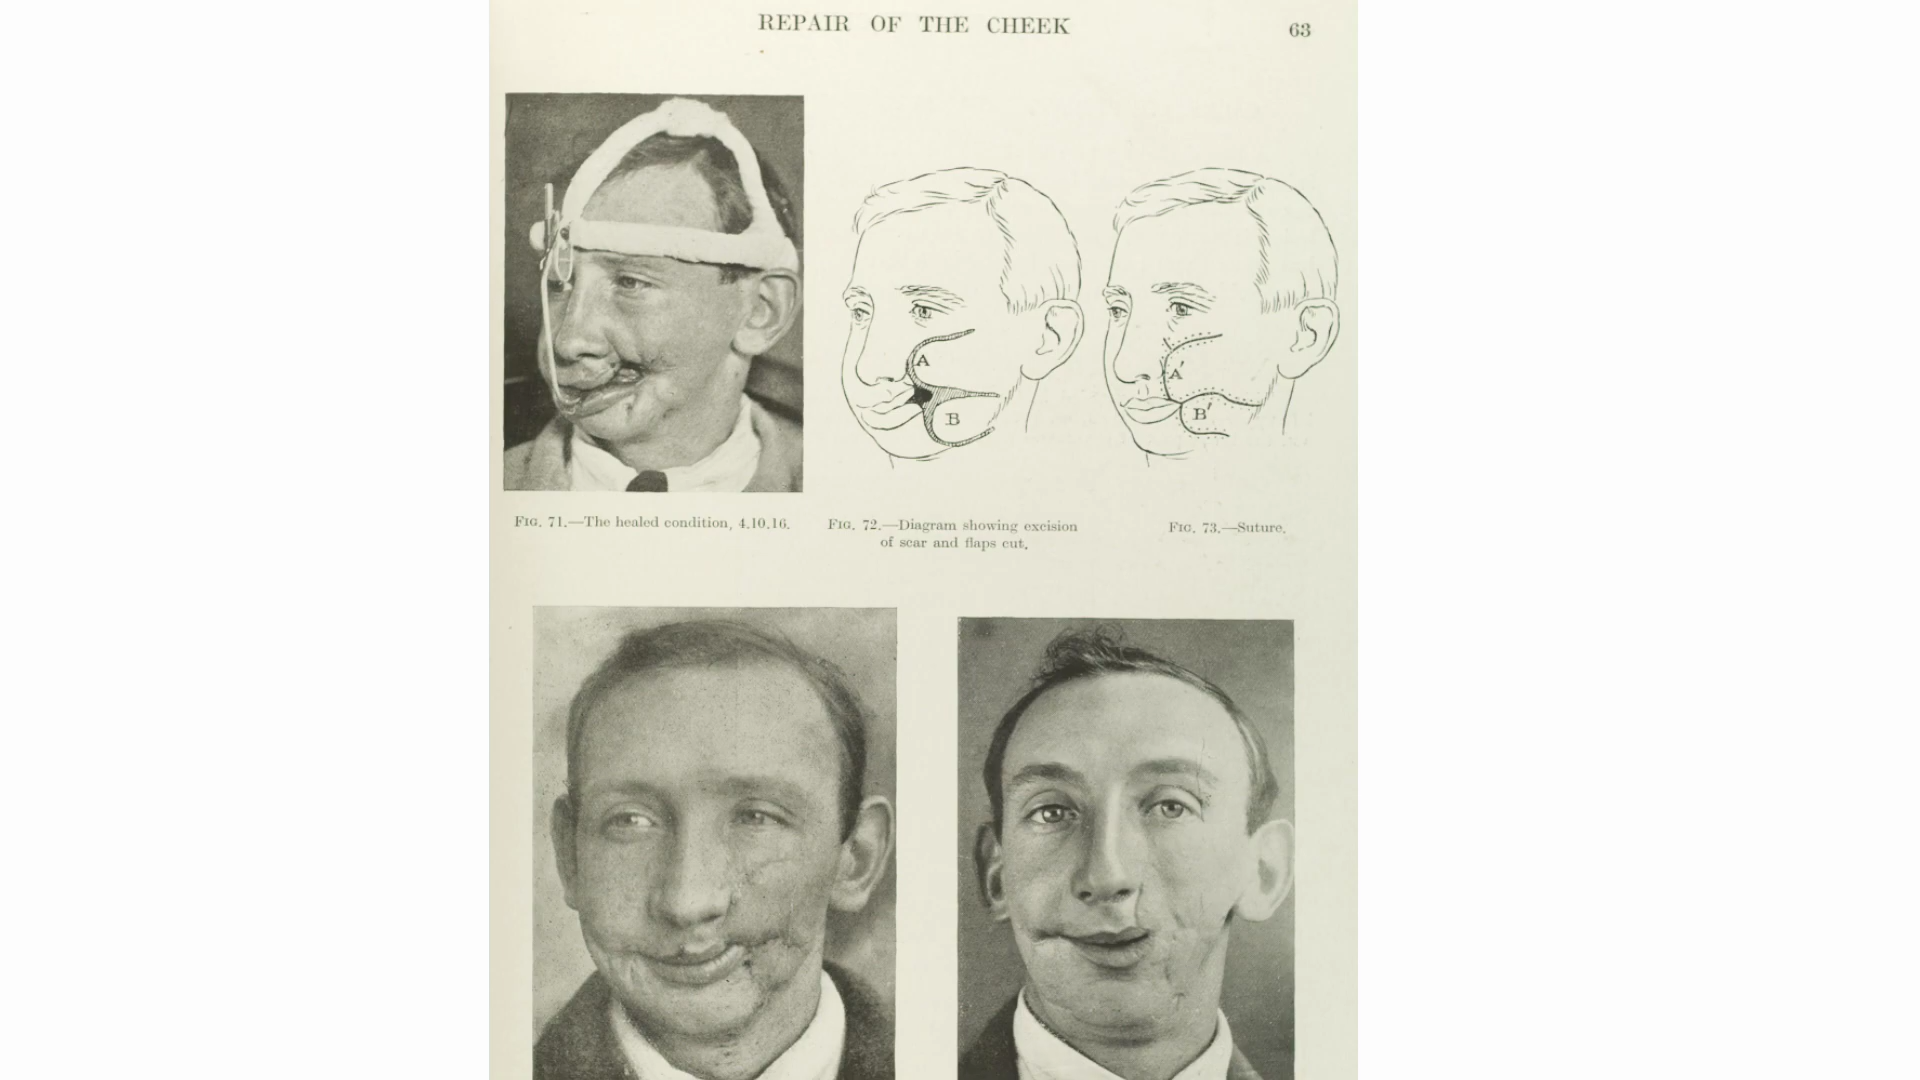 REPAIR OF THE CHEEK
63
A
B
A′
B′
FIG. 71.—The healed condition, 4.10.16.
FIG. 72.—Diagram showing excision
of scar and flaps cut.
FIG. 73.—Suture.